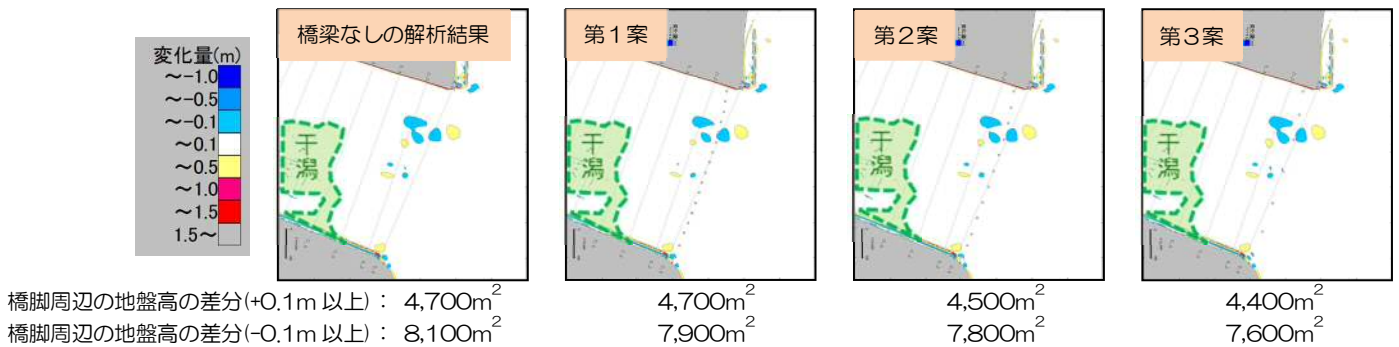 橋梁なしの解析結果
第1案
第2案
第3案
変化量(m)
～-1.0
～-0.5
～-0.1
～0.1
～0.5
～1.0
～1.5
1.5～
干潟
干潟
干潟
干潟
橋脚周辺の地盤高の差分(+0.1m 以上)： 4,700m² 4,700m² 4,500m² 4,400m²
橋脚周辺の地盤高の差分(-0.1m 以上)： 8,100m² 7,900m² 7,800m² 7,600m²